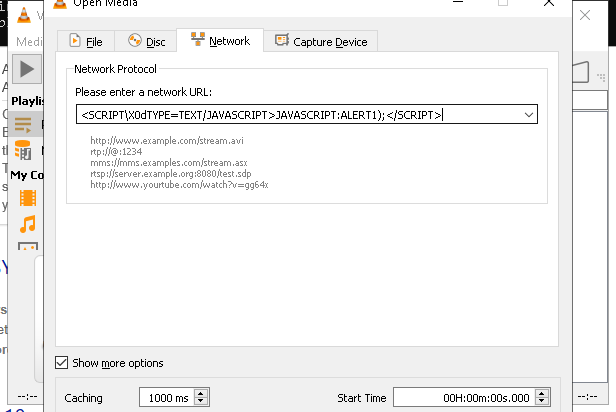 Open Media
Medi
File
Disc
Network
Capture Device
Playlis
Network Protocol
Please enter a network URL:
<SCRIPT\X0dTYPE=TEXT/JAVASCRIPT>JAVASCRIPT:ALERT1);</SCRIPT>
http://www.example.com/stream.avi
rtp://@:1234
mms://mms.examples.com/stream.asx
rtsp://server.example.org:8080/test.sdp
http://www.yourtube.com/watch?v=gg64x
My Co
Show more options
Caching
1000 ms
Start Time
00H:00m:00s.000
--:--
--:--